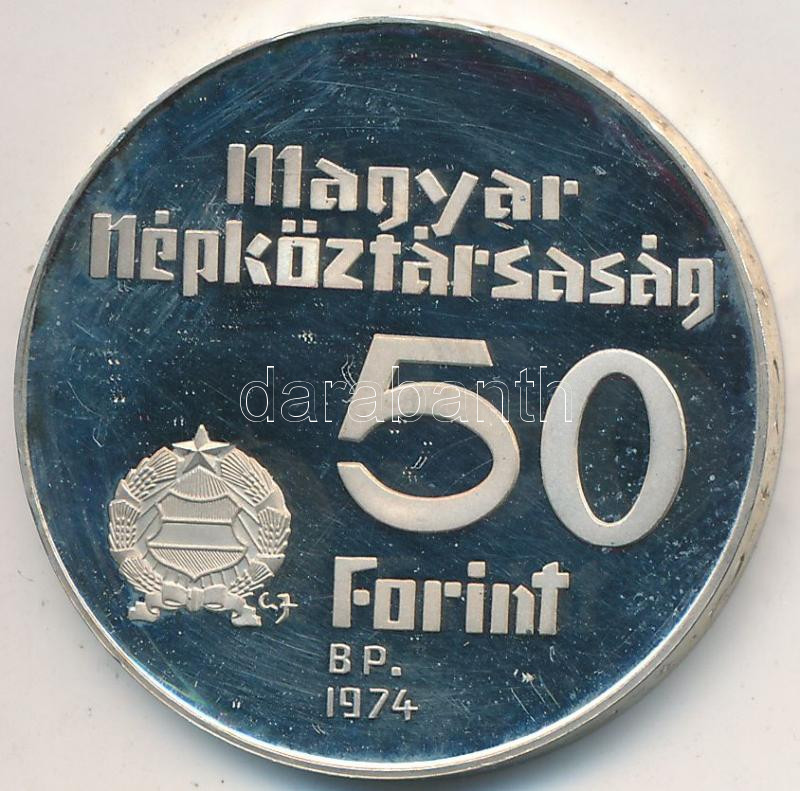 Magyar
Népköztársaság
50
darabanth
Forint
BP.
1974